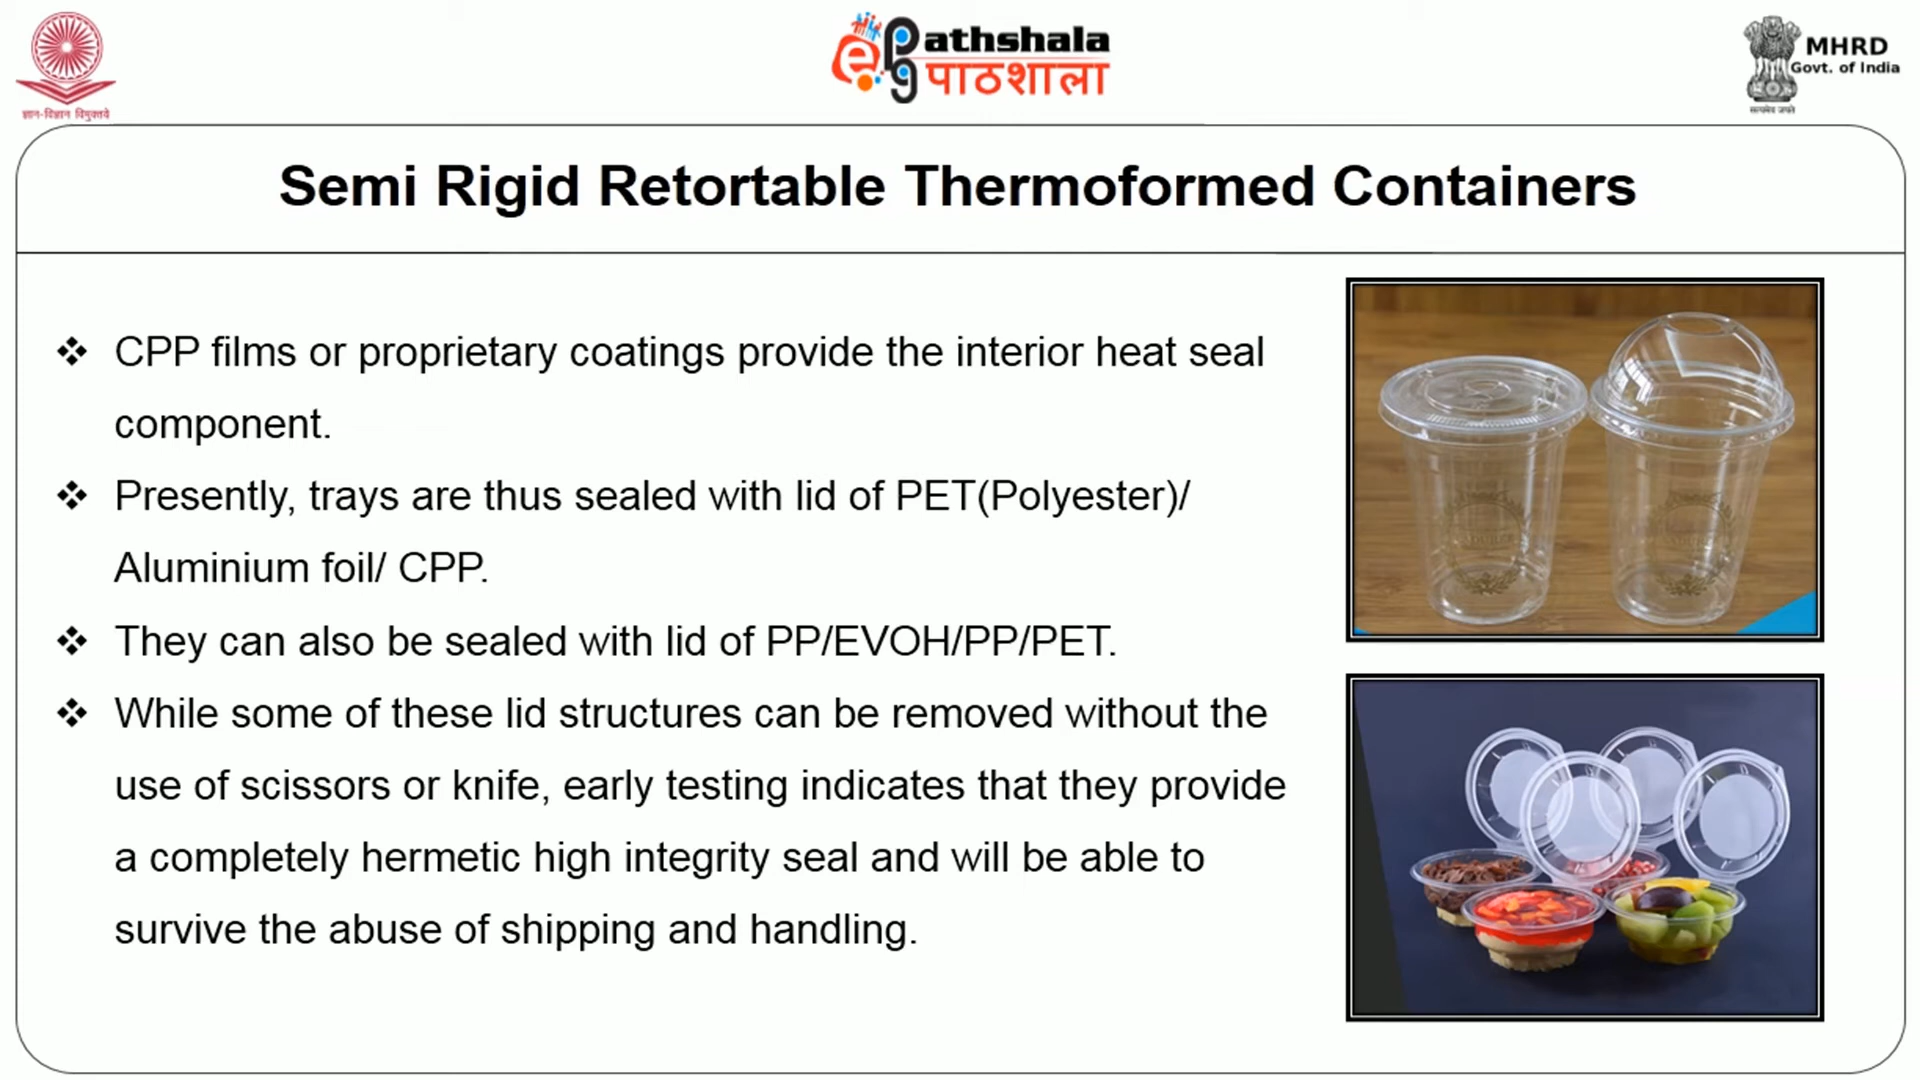 ज्ञान-विज्ञान विमुक्तये
e
pg
athshala
पाठशाला
MHRD
Govt. of India
सत्यमेव जयते
Semi Rigid Retortable Thermoformed Containers
❖ CPP films or proprietary coatings provide the interior heat seal
component.
❖ Presently, trays are thus sealed with lid of PET(Polyester)/
Aluminium foil/ CPP.
❖ They can also be sealed with lid of PP/EVOH/PP/PET.
❖ While some of these lid structures can be removed without the
use of scissors or knife, early testing indicates that they provide
a completely hermetic high integrity seal and will be able to
survive the abuse of shipping and handling.